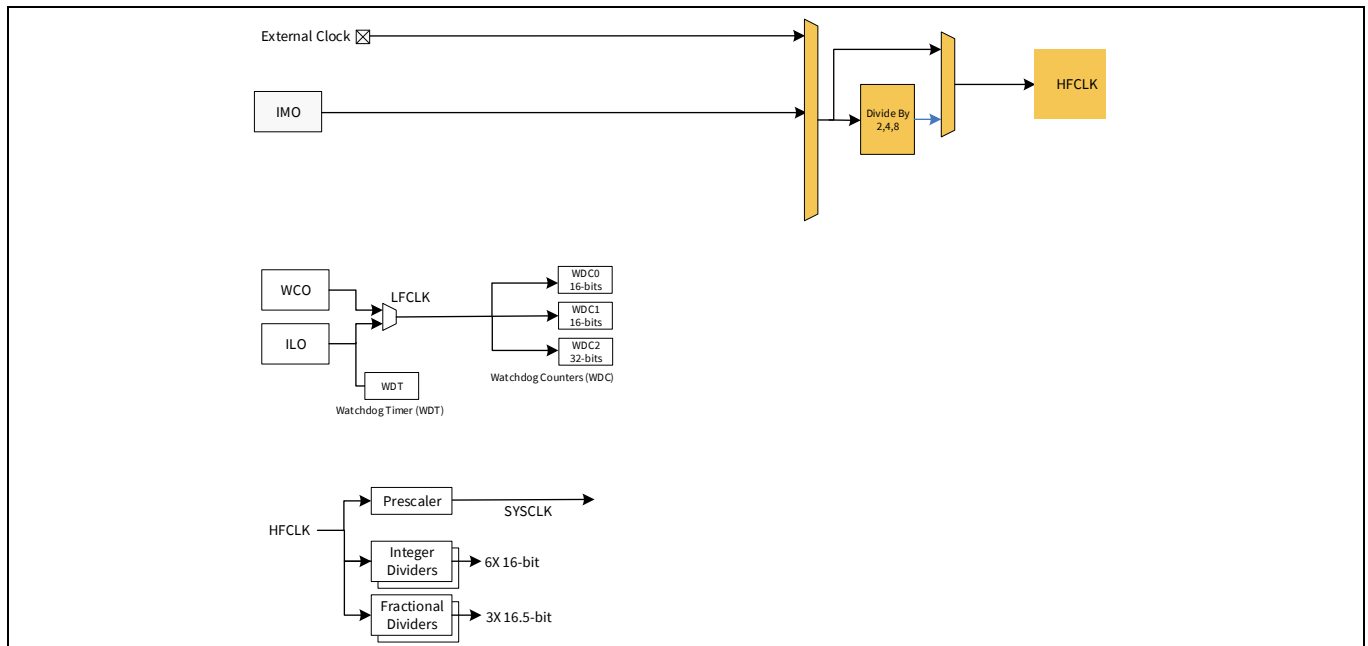 External Clock
IMO
Divide By
2,4,8
HFCLK
WCO
ILO
LFCLK
WDC0
16-bits
WDC1
16-bits
WDC2
32-bits
Watchdog Counters (WDC)
WDT
Watchdog Timer (WDT)
HFCLK
Prescaler
SYSCLK
Integer
Dividers
6X 16-bit
Fractional
Dividers
3X 16.5-bit